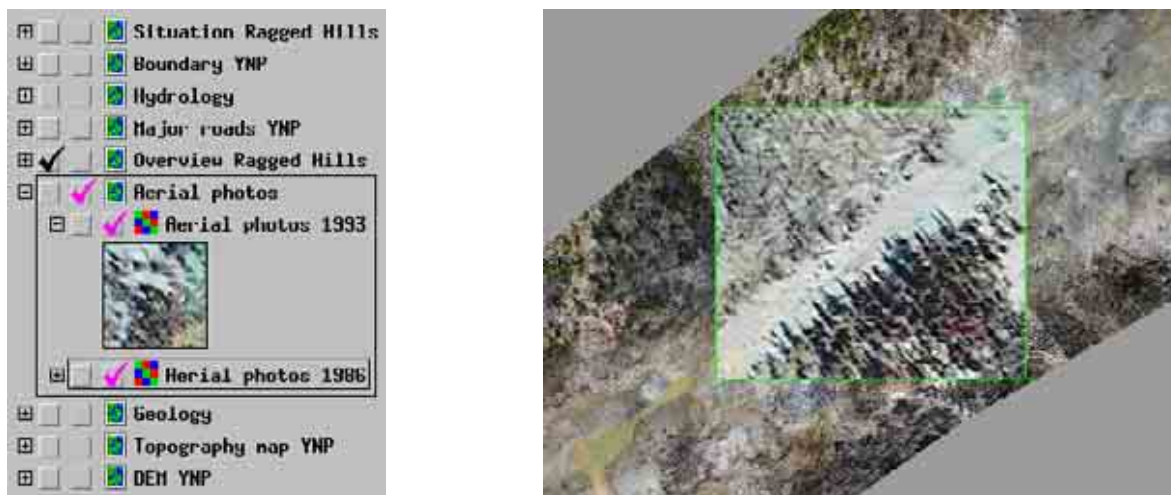 Situation Ragged Hills
Boundary YNP
Hydrology
Major roads YNP
Overview Ragged Hills
Aerial photos
Aerial photos 1993
Aerial photos 1986
Geology
Topography map YNP
DEM YNP